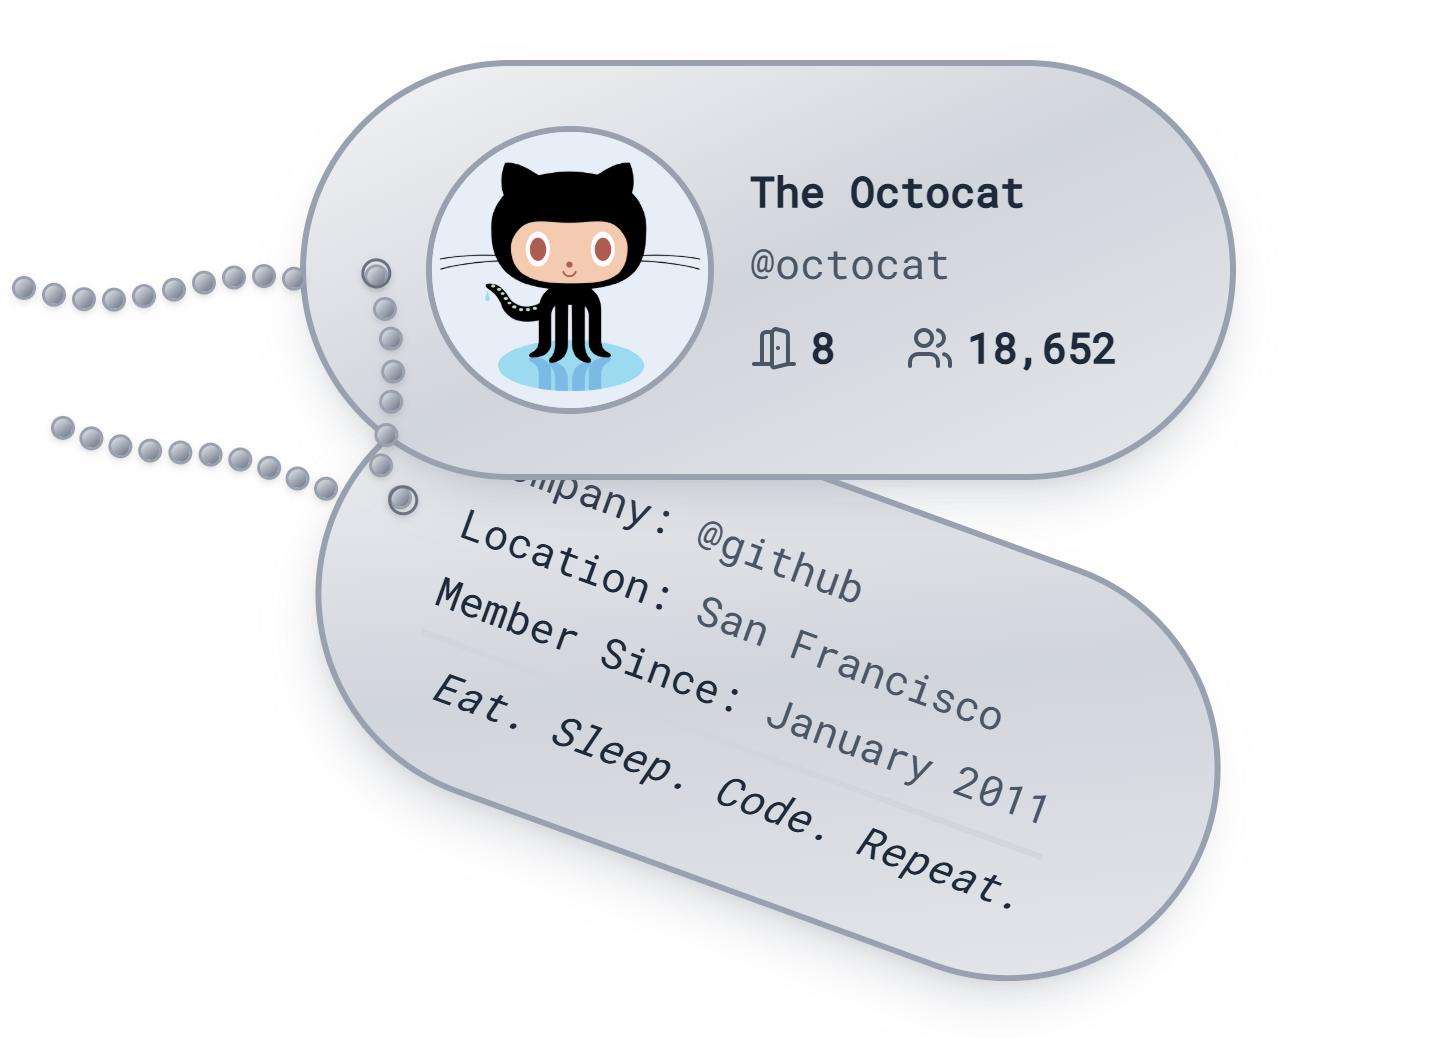 The Octocat
@octocat
8 18,652
mpany: @github
Location: San Francisco
Member Since: January 2011
Eat. Sleep. Code. Repeat.